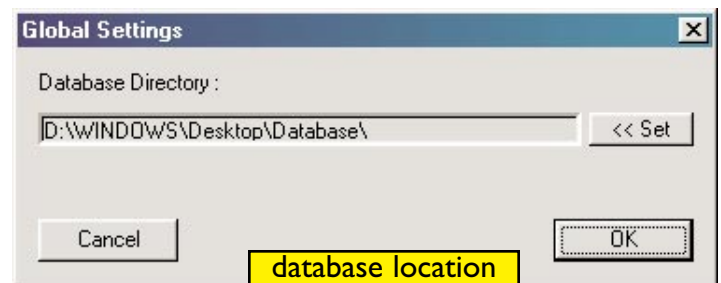 Global Settings
Database Directory :
D:\WINDOWS\Desktop\Database\
<< Set
Cancel
OK
database location